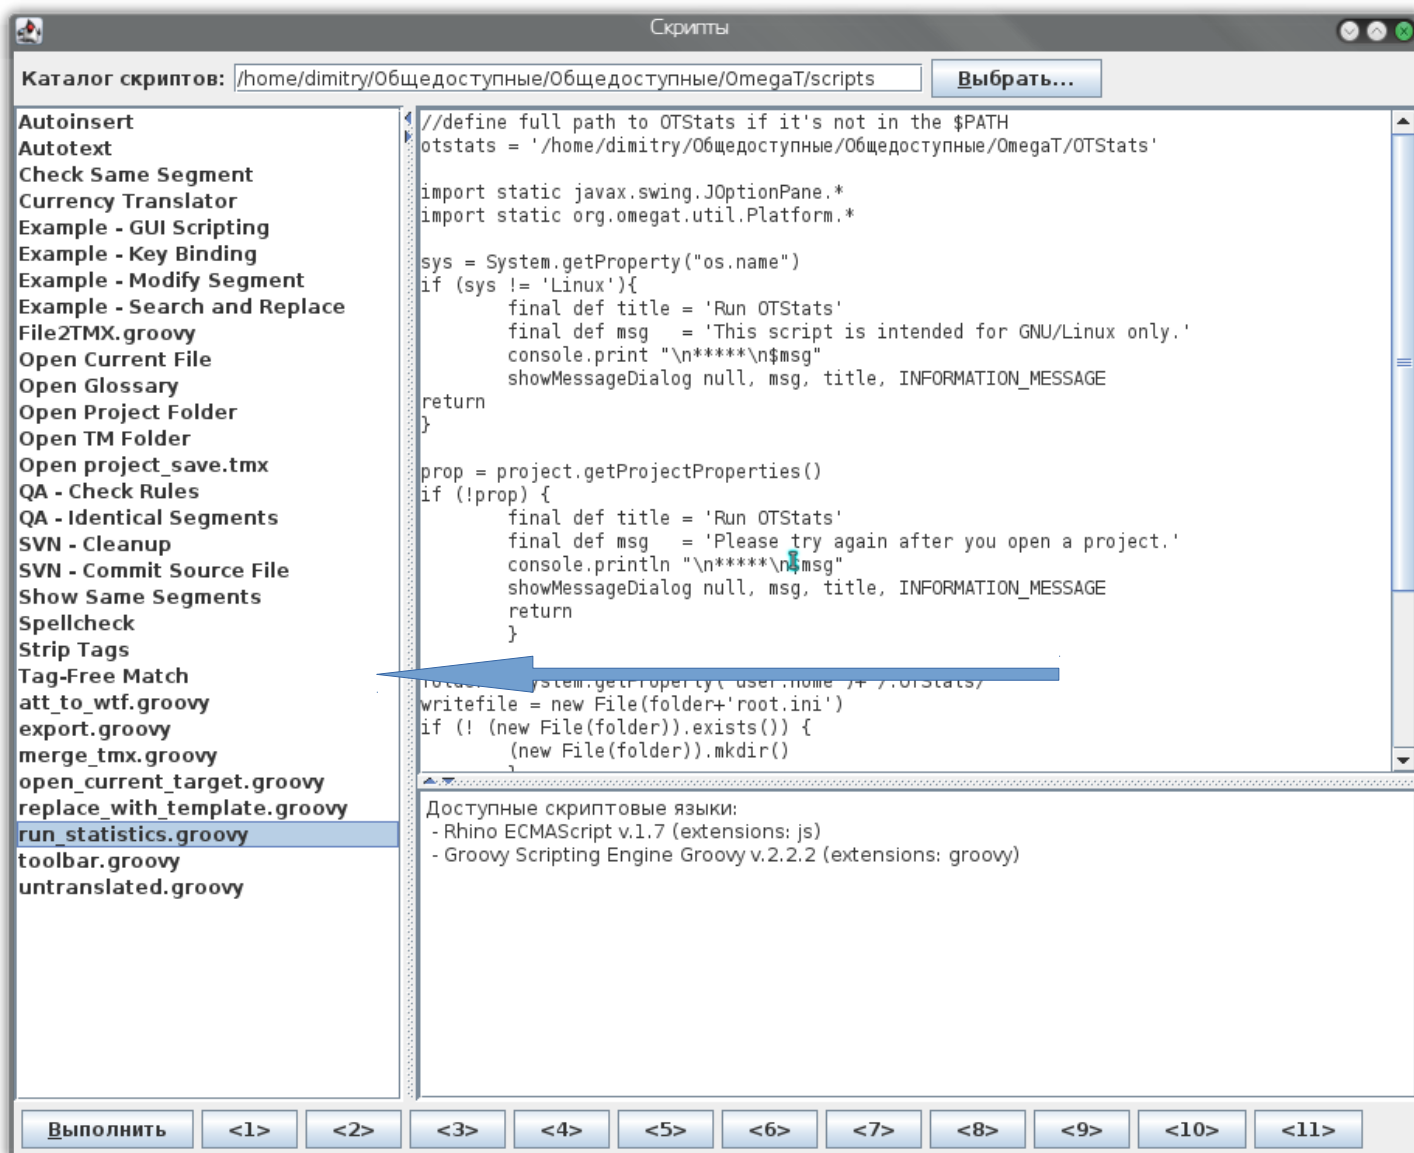 Скрипты
Каталог скриптов: /home/dimitry/Общедоступные/Общедоступные/OmegaT/scripts Выбрать...
Autoinsert
Autotext
Check Same Segment
Currency Translator
Example - GUI Scripting
Example - Key Binding
Example - Modify Segment
Example - Search and Replace
File2TMX.groovy
Open Current File
Open Glossary
Open Project Folder
Open TM Folder
Open project_save.tmx
QA - Check Rules
QA - Identical Segments
SVN - Cleanup
SVN - Commit Source File
Show Same Segments
Spellcheck
Strip Tags
Tag-Free Match
att_to_wtf.groovy
export.groovy
merge_tmx.groovy
open_current_target.groovy
replace_with_template.groovy
run_statistics.groovy
toolbar.groovy
untranslated.groovy
//define full path to OTStats if it's not in the $PATH
otstats = '/home/dimitry/Общедоступные/Общедоступные/OmegaT/OTStats'
import static javax.swing.JOptionPane.*
import static org.omegat.util.Platform.*
sys = System.getProperty("os.name")
if (sys != 'Linux'){
final def title = 'Run OTStats'
final def msg   = 'This script is intended for GNU/Linux only.'
console.print "\n*****\n$msg"
showMessageDialog null, msg, title, INFORMATION_MESSAGE
return
}
prop = project.getProjectProperties()
if (!prop) {
final def title = 'Run OTStats'
final def msg   = 'Please try again after you open a project.'
console.println "\n*****\n$msg"
showMessageDialog null, msg, title, INFORMATION_MESSAGE
return
}
writefile = new File(folder+'root.ini')
if (! (new File(folder)).exists()) {
(new File(folder)).mkdir()
Доступные скриптовые языки:
- Rhino ECMAScript v.1.7 (extensions: js)
- Groovy Scripting Engine Groovy v.2.2.2 (extensions: groovy)
Выполнить <1> <2> <3> <4> <5> <6> <7> <8> <9> <10> <11>